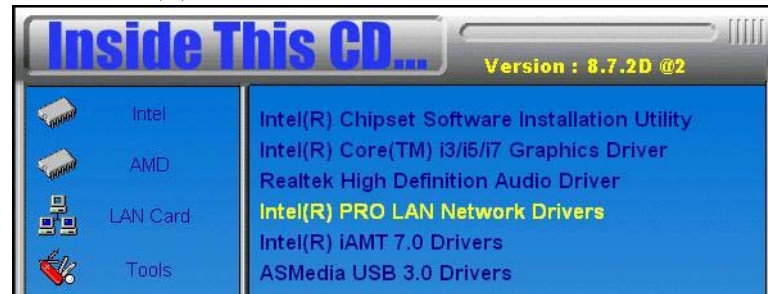 Inside This CD...
Version : 8.7.2D @2
Intel
AMD
LAN Card
Tools
Intel(R) Chipset Software Installation Utility
Intel(R) Core(TM) i3/i5/i7 Graphics Driver
Realtek High Definition Audio Driver
Intel(R) PRO LAN Network Drivers
Intel(R) iAMT 7.0 Drivers
ASMedia USB 3.0 Drivers